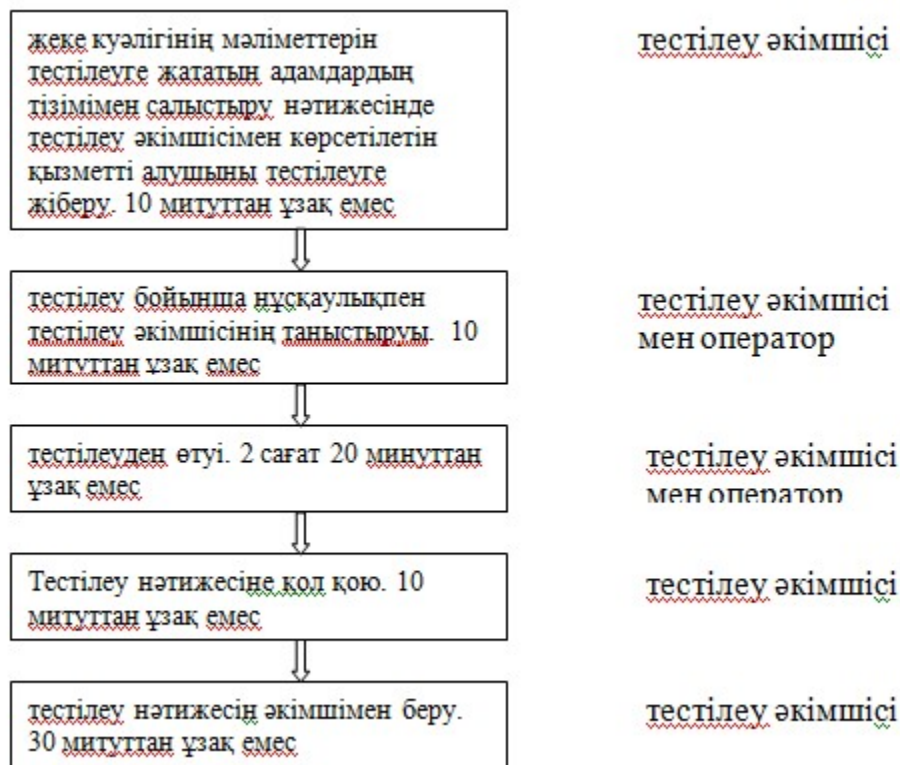 жеке куәлігінің мәліметтерін
тестілеуге жататын адамдардың
тізімімен салыстыру нәтижесінде
тестілеу әкімшісімен көрсетілетін
қызметті алушыны тестілеуге
жіберу. 10 митуттан ұзақ емес
тестілеу әкімшісі
тестілеу бойынша нұсқаулықпен
тестілеу әкімшісінің таныстыруы. 10
митуттан ұзақ емес
тестілеу әкімшісі
мен оператор
тестілеуден өтуі. 2 сағат 20 минуттан
ұзақ емес
тестілеу әкімшісі
мен оператор
Тестілеу нәтижесіне қол қою. 10
митуттан ұзақ емес
тестілеу әкімшісі
тестілеу нәтижесін әкімшімен беру.
30 митуттан ұзақ емес
тестілеу әкімшісі